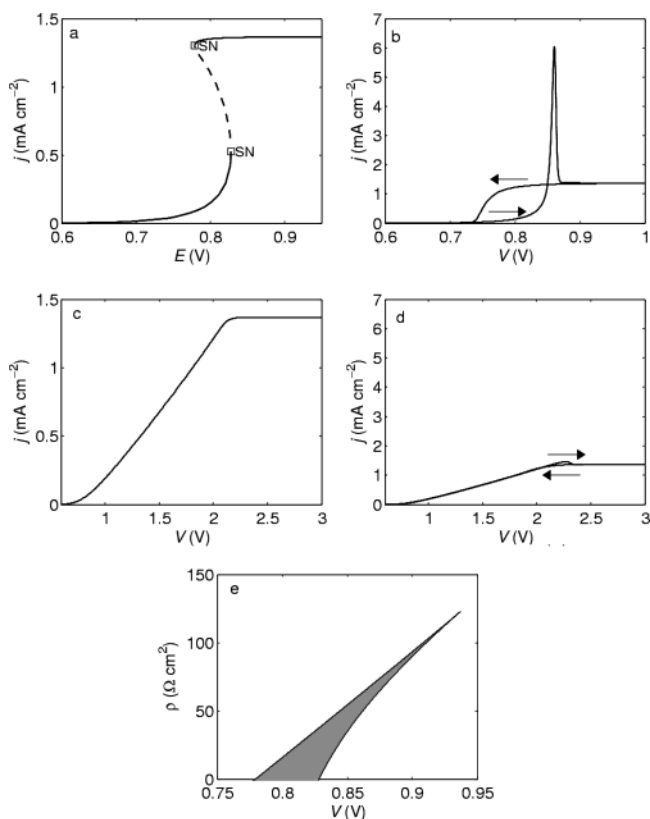 a
1.5
1
0.5
0
j (mA cm⁻²)
SN
SN
0.6 0.7 0.8 0.9
E (V)
b
7
6
5
4
3
2
1
0
j (mA cm⁻²)
0.6 0.7 0.8 0.9 1
V (V)
c
1.5
1
0.5
0
j (mA cm⁻²)
1 1.5 2 2.5 3
V (V)
d
7
6
5
4
3
2
1
0
j (mA cm⁻²)
1 1.5 2 2.5 3
V (V)
e
150
100
50
0
ρ (Ω cm²)
0.75 0.8 0.85 0.9 0.95
V (V)